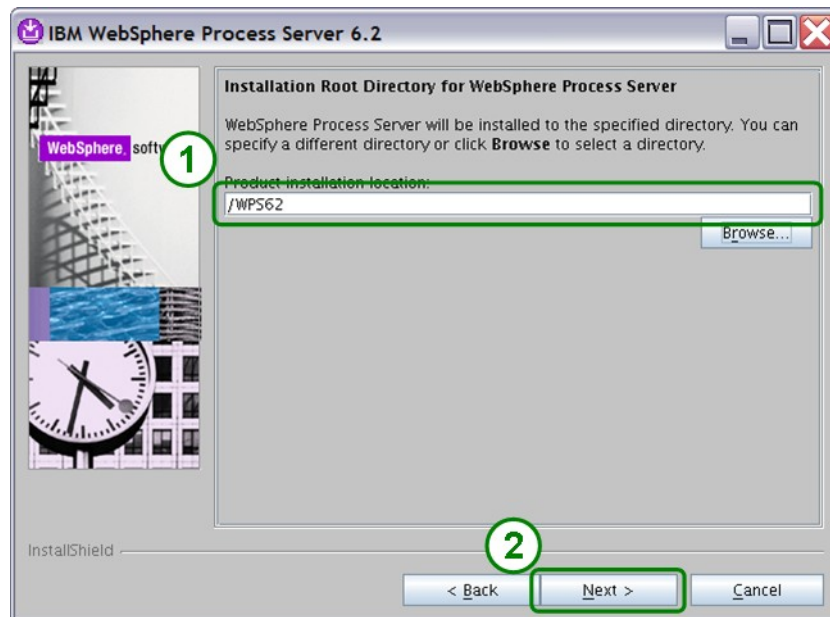 IBM WebSphere Process Server 6.2
Installation Root Directory for WebSphere Process Server
WebSphere Process Server will be installed to the specified directory. You can
specify a different directory or click Browse to select a directory.
WebSphere. softw
1
Product installation location:
/WPS62
Browse...
InstallShield
2
< Back
Next >
Cancel